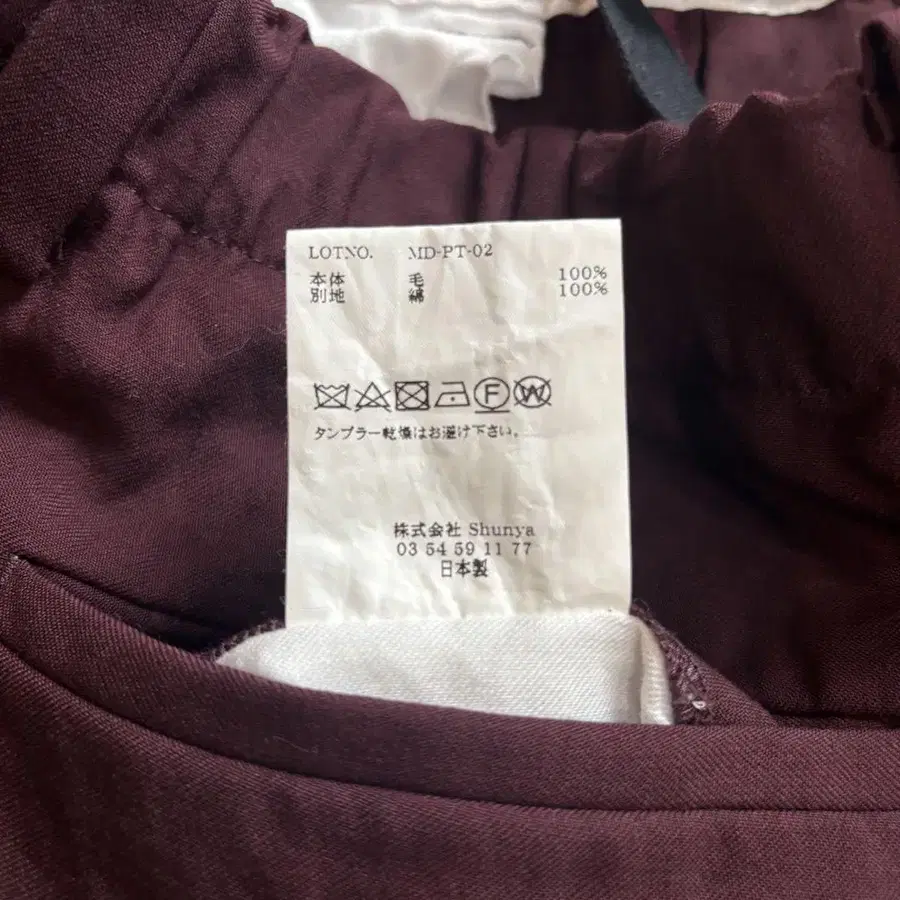 LOTNO. MD-PT-02
本体 毛 100%
別地 綿 100%
F W
タンブラー乾燥はお避け下さい。
株式会社 Shunya
03 54 59 11 77
日本製